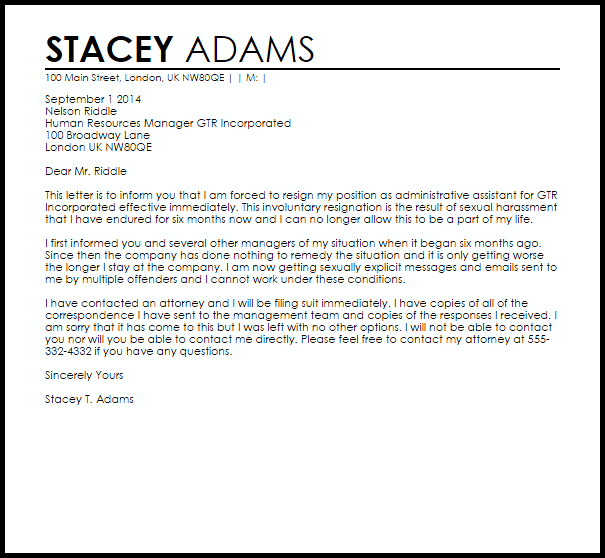 STACEY ADAMS
100 Main Street, London, UK NW80QE | | M: |
September 1 2014
Nelson Riddle
Human Resources Manager GTR Incorporated
100 Broadway Lane
London UK NW80QE
Dear Mr. Riddle
This letter is to inform you that I am forced to resign my position as administrative assistant for GTR
Incorporated effective immediately. This involuntary resignation is the result of sexual harassment
that I have endured for six months now and I can no longer allow this to be a part of my life.
I first informed you and several other managers of my situation when it began six months ago.
Since then the company has done nothing to remedy the situation and it is only getting worse
the longer I stay at the company. I am now getting sexually explicit messages and emails sent to
me by multiple offenders and I cannot work under these conditions.
I have contacted an attorney and I will be filing suit immediately. I have copies of all of the
correspondence I have sent to the management team and copies of the responses I received. I
am sorry that it has come to this but I was left with no other options. I will not be able to contact
you nor will you be able to contact me directly. Please feel free to contact my attorney at 555-
332-4332 if you have any questions.
Sincerely Yours
Stacey T. Adams